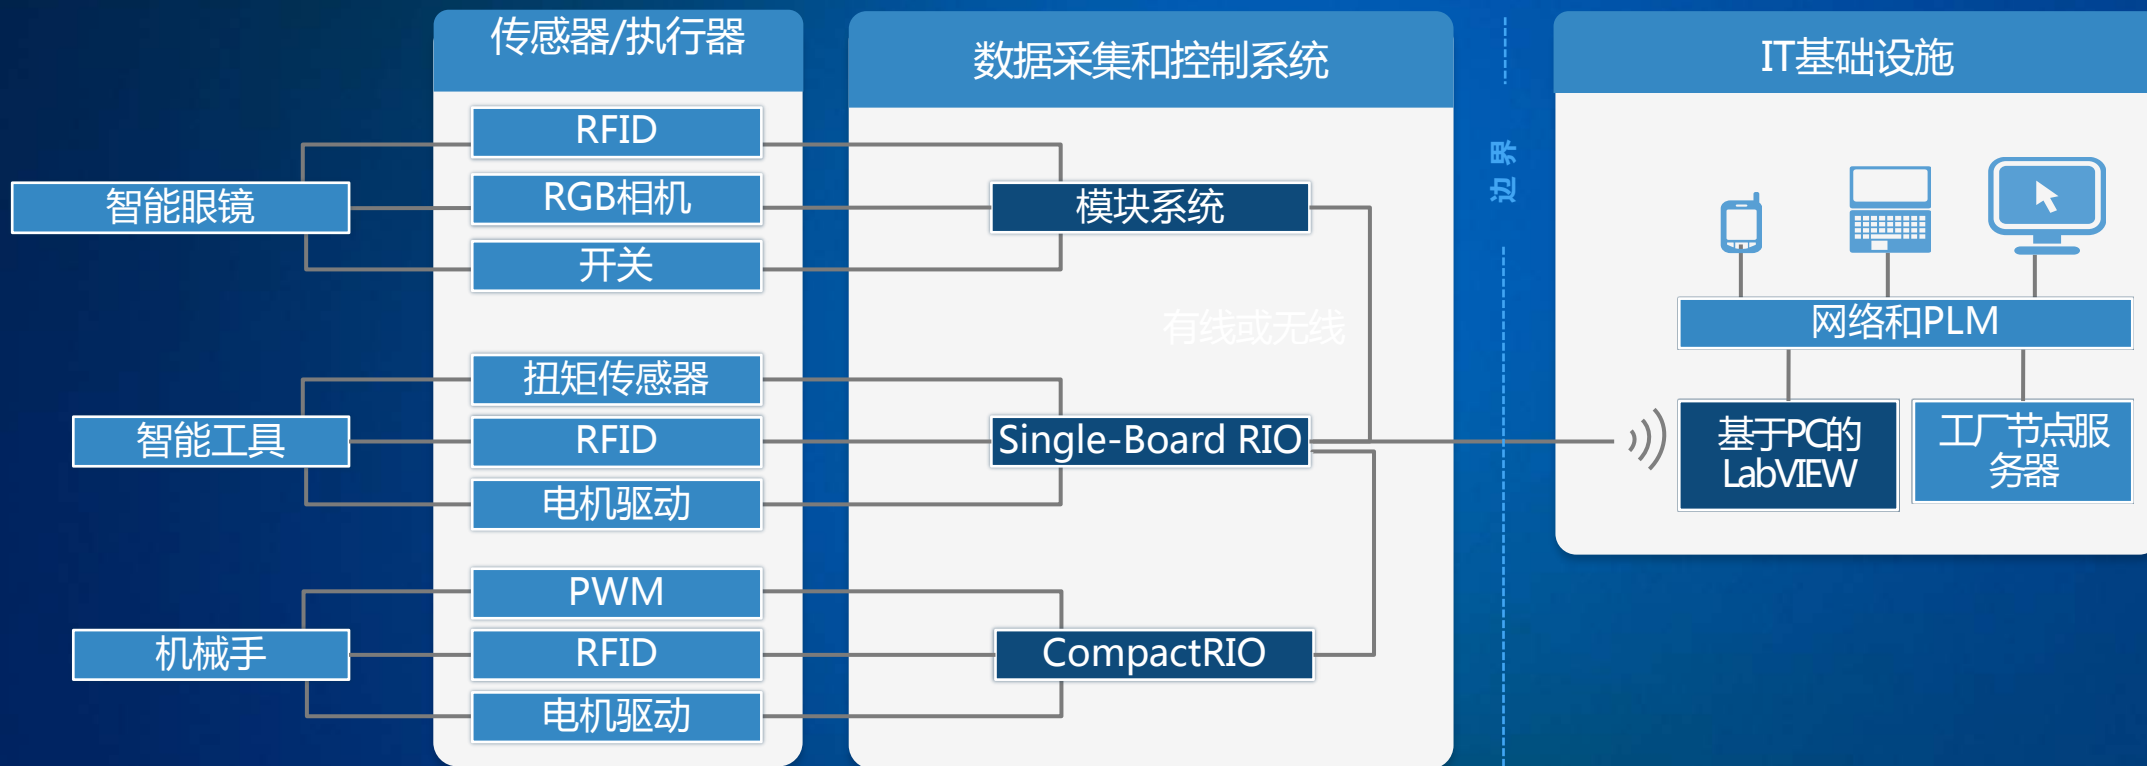 传感器/执行器
数据采集和控制系统
边 界
IT基础设施
RFID
智能眼镜
RGB相机
模块系统
开关
有线或无线
网络和PLM
扭矩传感器
智能工具
RFID
Single-Board RIO
电机驱动
基于PC的
LabVIEW
工厂节点服
务器
PWM
机械手
RFID
CompactRIO
电机驱动